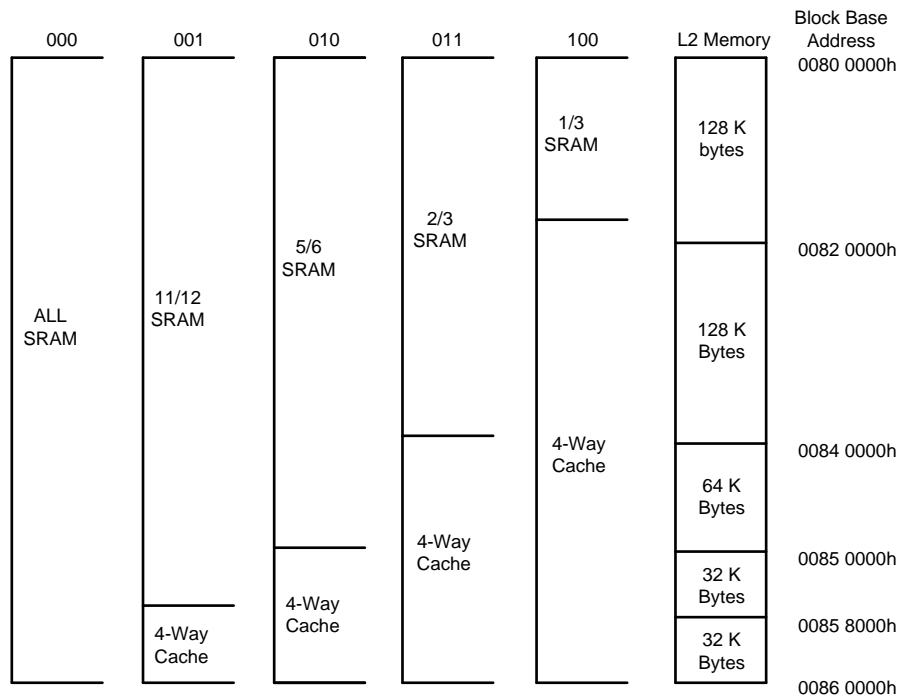 Block Base
000 001 010 011 100 L2 Memory Address
0080 0000h
1/3
SRAM
128 K
bytes
2/3
SRAM
5/6
SRAM
0082 0000h
11/12
SRAM
ALL
SRAM
128 K
Bytes
4-Way
Cache
0084 0000h
64 K
Bytes
4-Way
Cache
0085 0000h
32 K
Bytes
4-Way
Cache
0085 8000h
4-Way
Cache
32 K
Bytes
0086 0000h